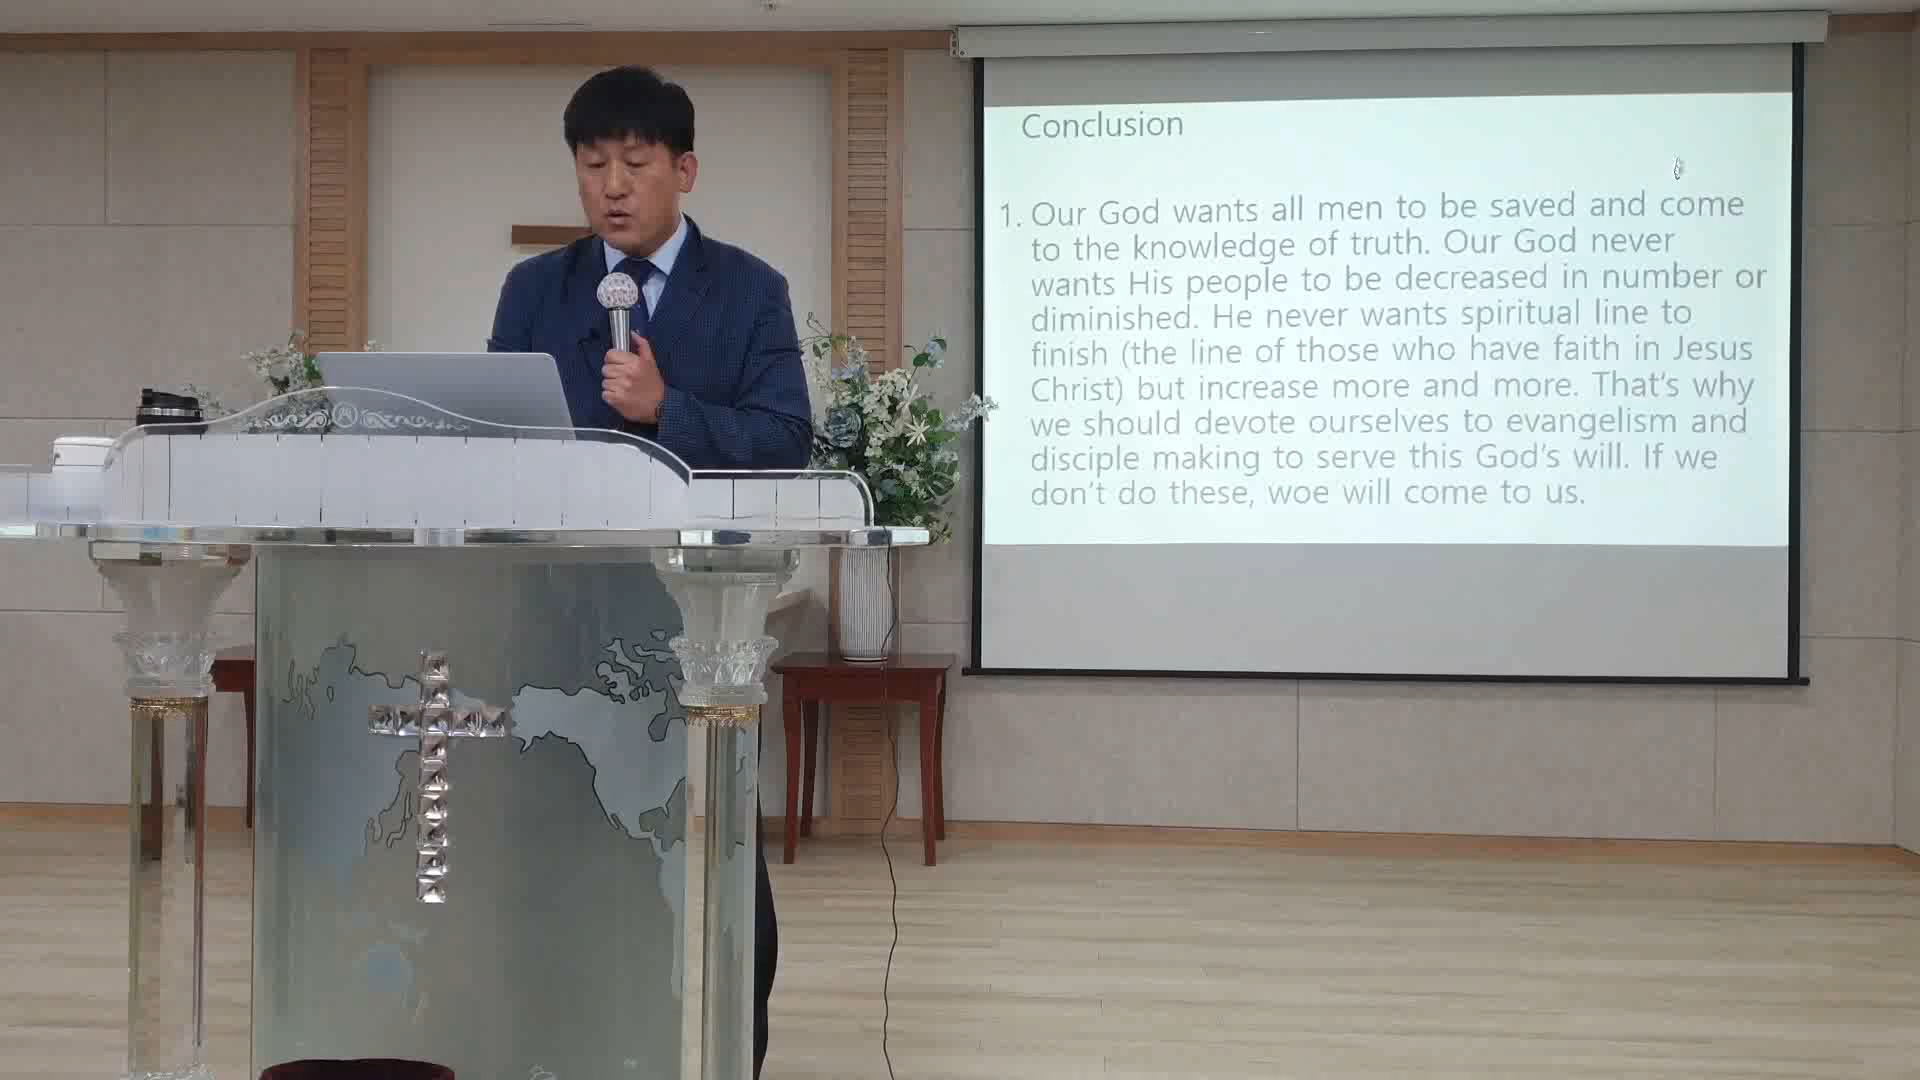 Conclusion
1. Our God wants all men to be saved and come
to the knowledge of truth. Our God never
wants His people to be decreased in number or
diminished. He never wants spiritual line to
finish (the line of those who have faith in Jesus
Christ) but increase more and more. That's why
we should devote ourselves to evangelism and
disciple making to serve this God's will. If we
don't do these, woe will come to us.